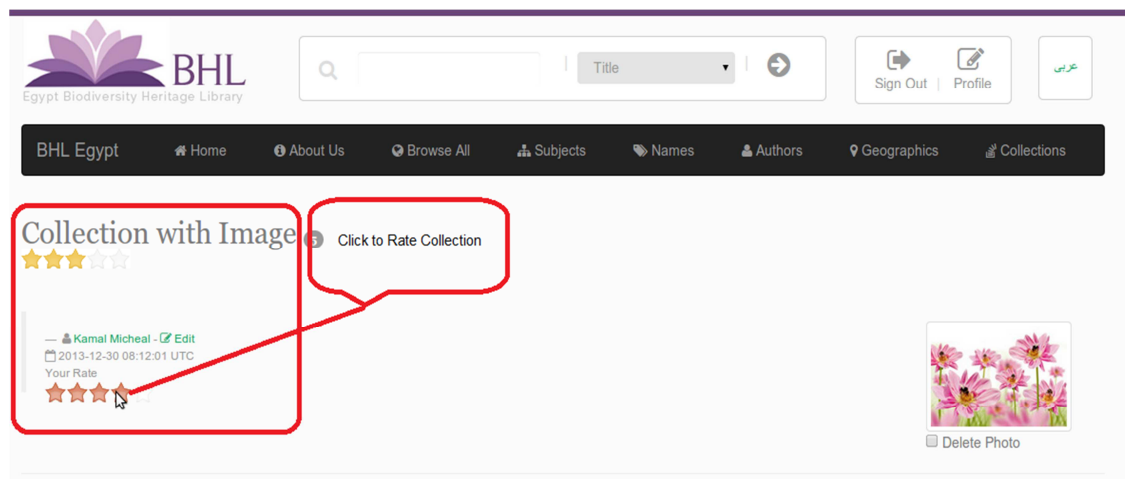 BHL
Egypt Biodiversity Heritage Library
Title
Sign Out | Profile
عربى
BHL Egypt Home About Us Browse All Subjects Names Authors Geographics Collections
Collection with Image 5 Click to Rate Collection
— Kamal Micheal - Edit
2013-12-30 08:12:01 UTC
Your Rate
Delete Photo